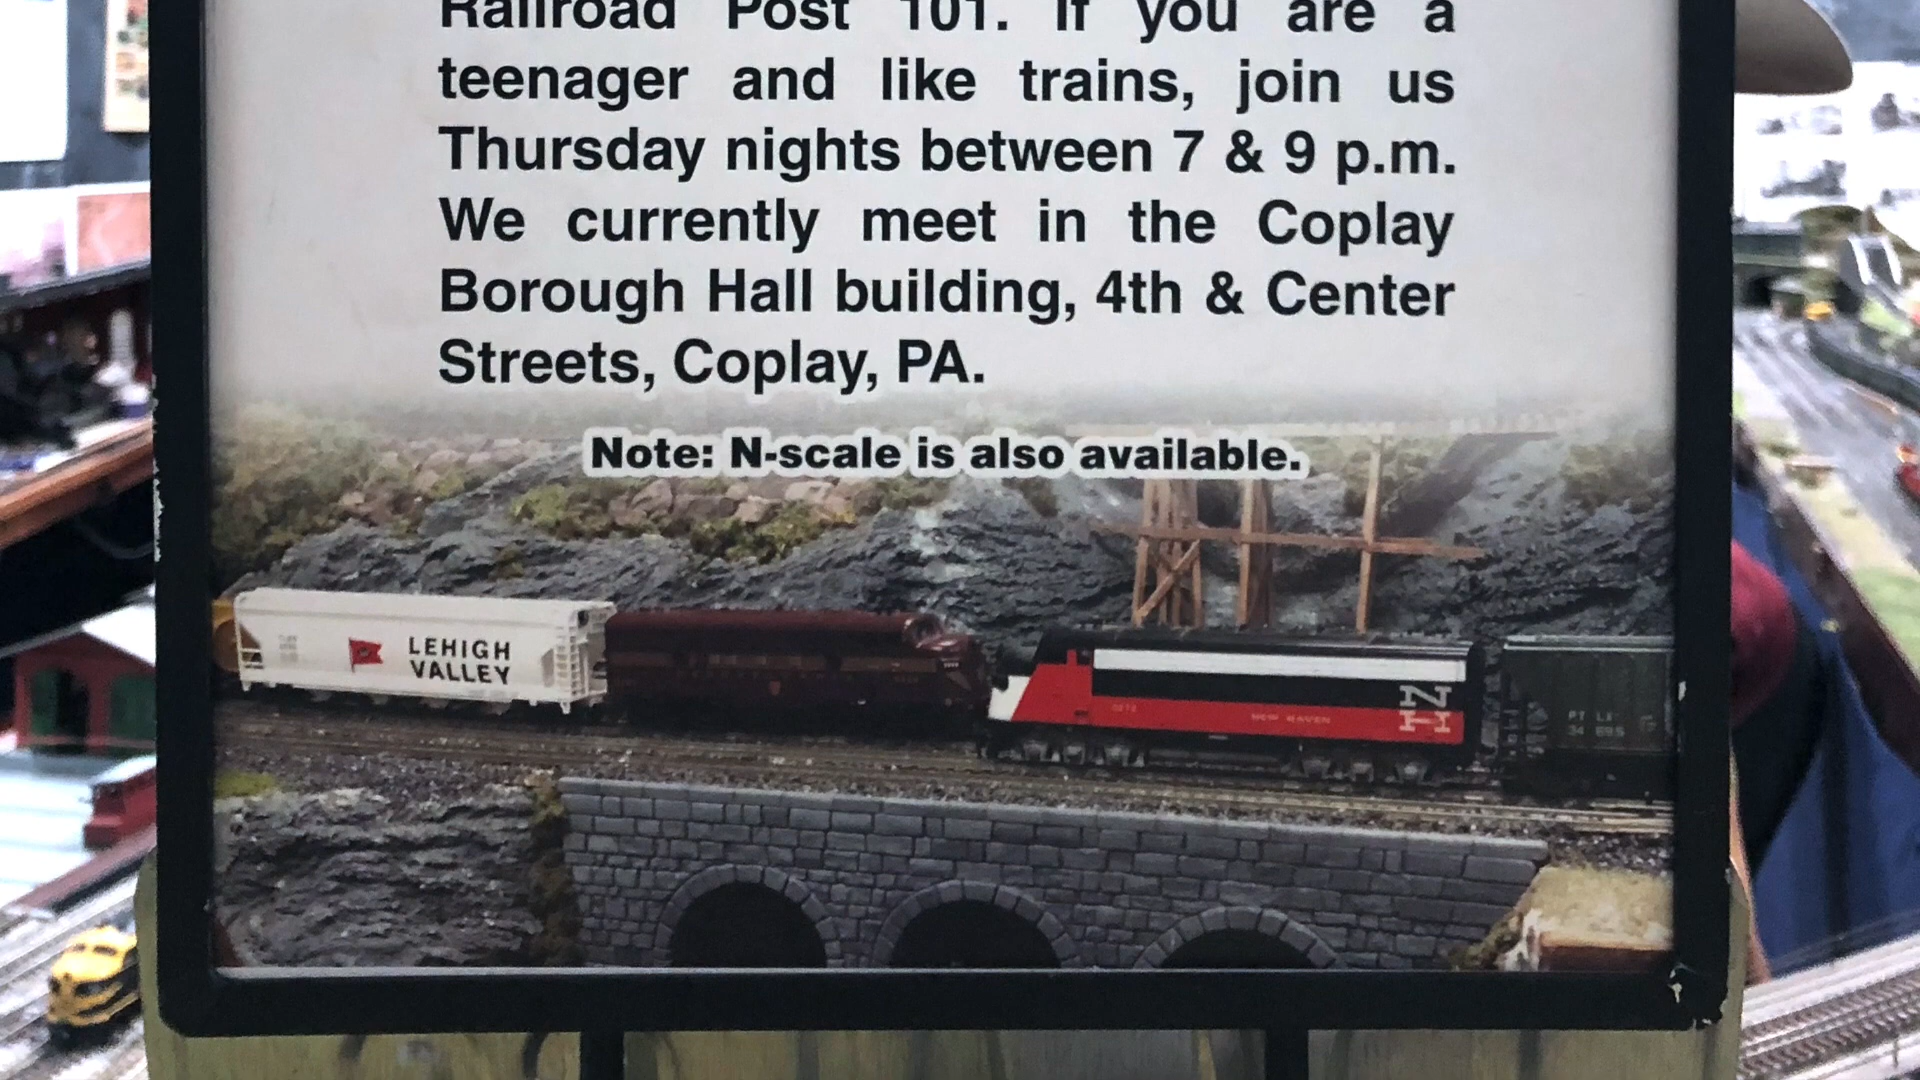 Railroad Post 101. If you are a
teenager and like trains, join us
Thursday nights between 7 & 9 p.m.
We currently meet in the Coplay
Borough Hall building, 4th & Center
Streets, Coplay, PA.
Note: N-scale is also available.
LEHIGH
VALLEY
NEW HAVEN
NH